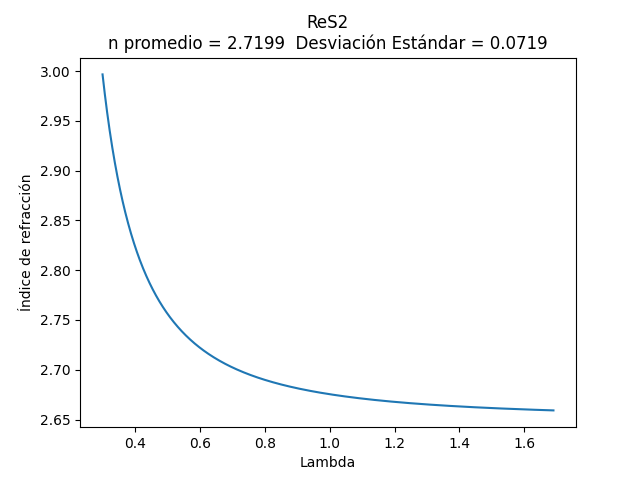 ReS2
n promedio = 2.7199  Desviación Estándar = 0.0719
3.00
2.95
2.90
2.85
2.80
2.75
2.70
2.65
Índice de refracción
0.4 0.6 0.8 1.0 1.2 1.4 1.6
Lambda